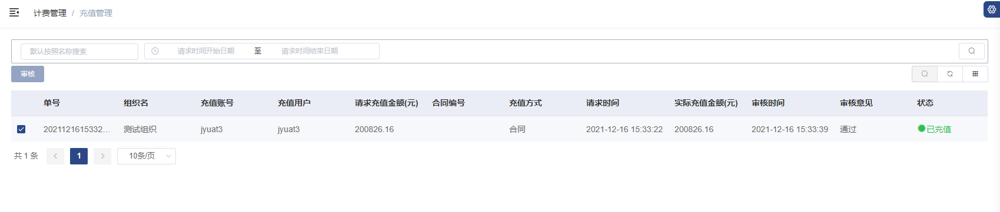 计费管理 / 充值管理
默认按照名称搜索 请求时间开始日期 至 请求时间结束日期
审核
单号 组织名 充值账号 充值用户 请求充值金额(元) 合同编号 充值方式 请求时间 实际充值金额(元) 审核时间 审核意见 状态
2021121615332... 测试组织 jyuat3 jyuat3 200826.16 合同 2021-12-16 15:33:22 200826.16 2021-12-16 15:33:39 通过 已充值
共 1 条 1 10条/页